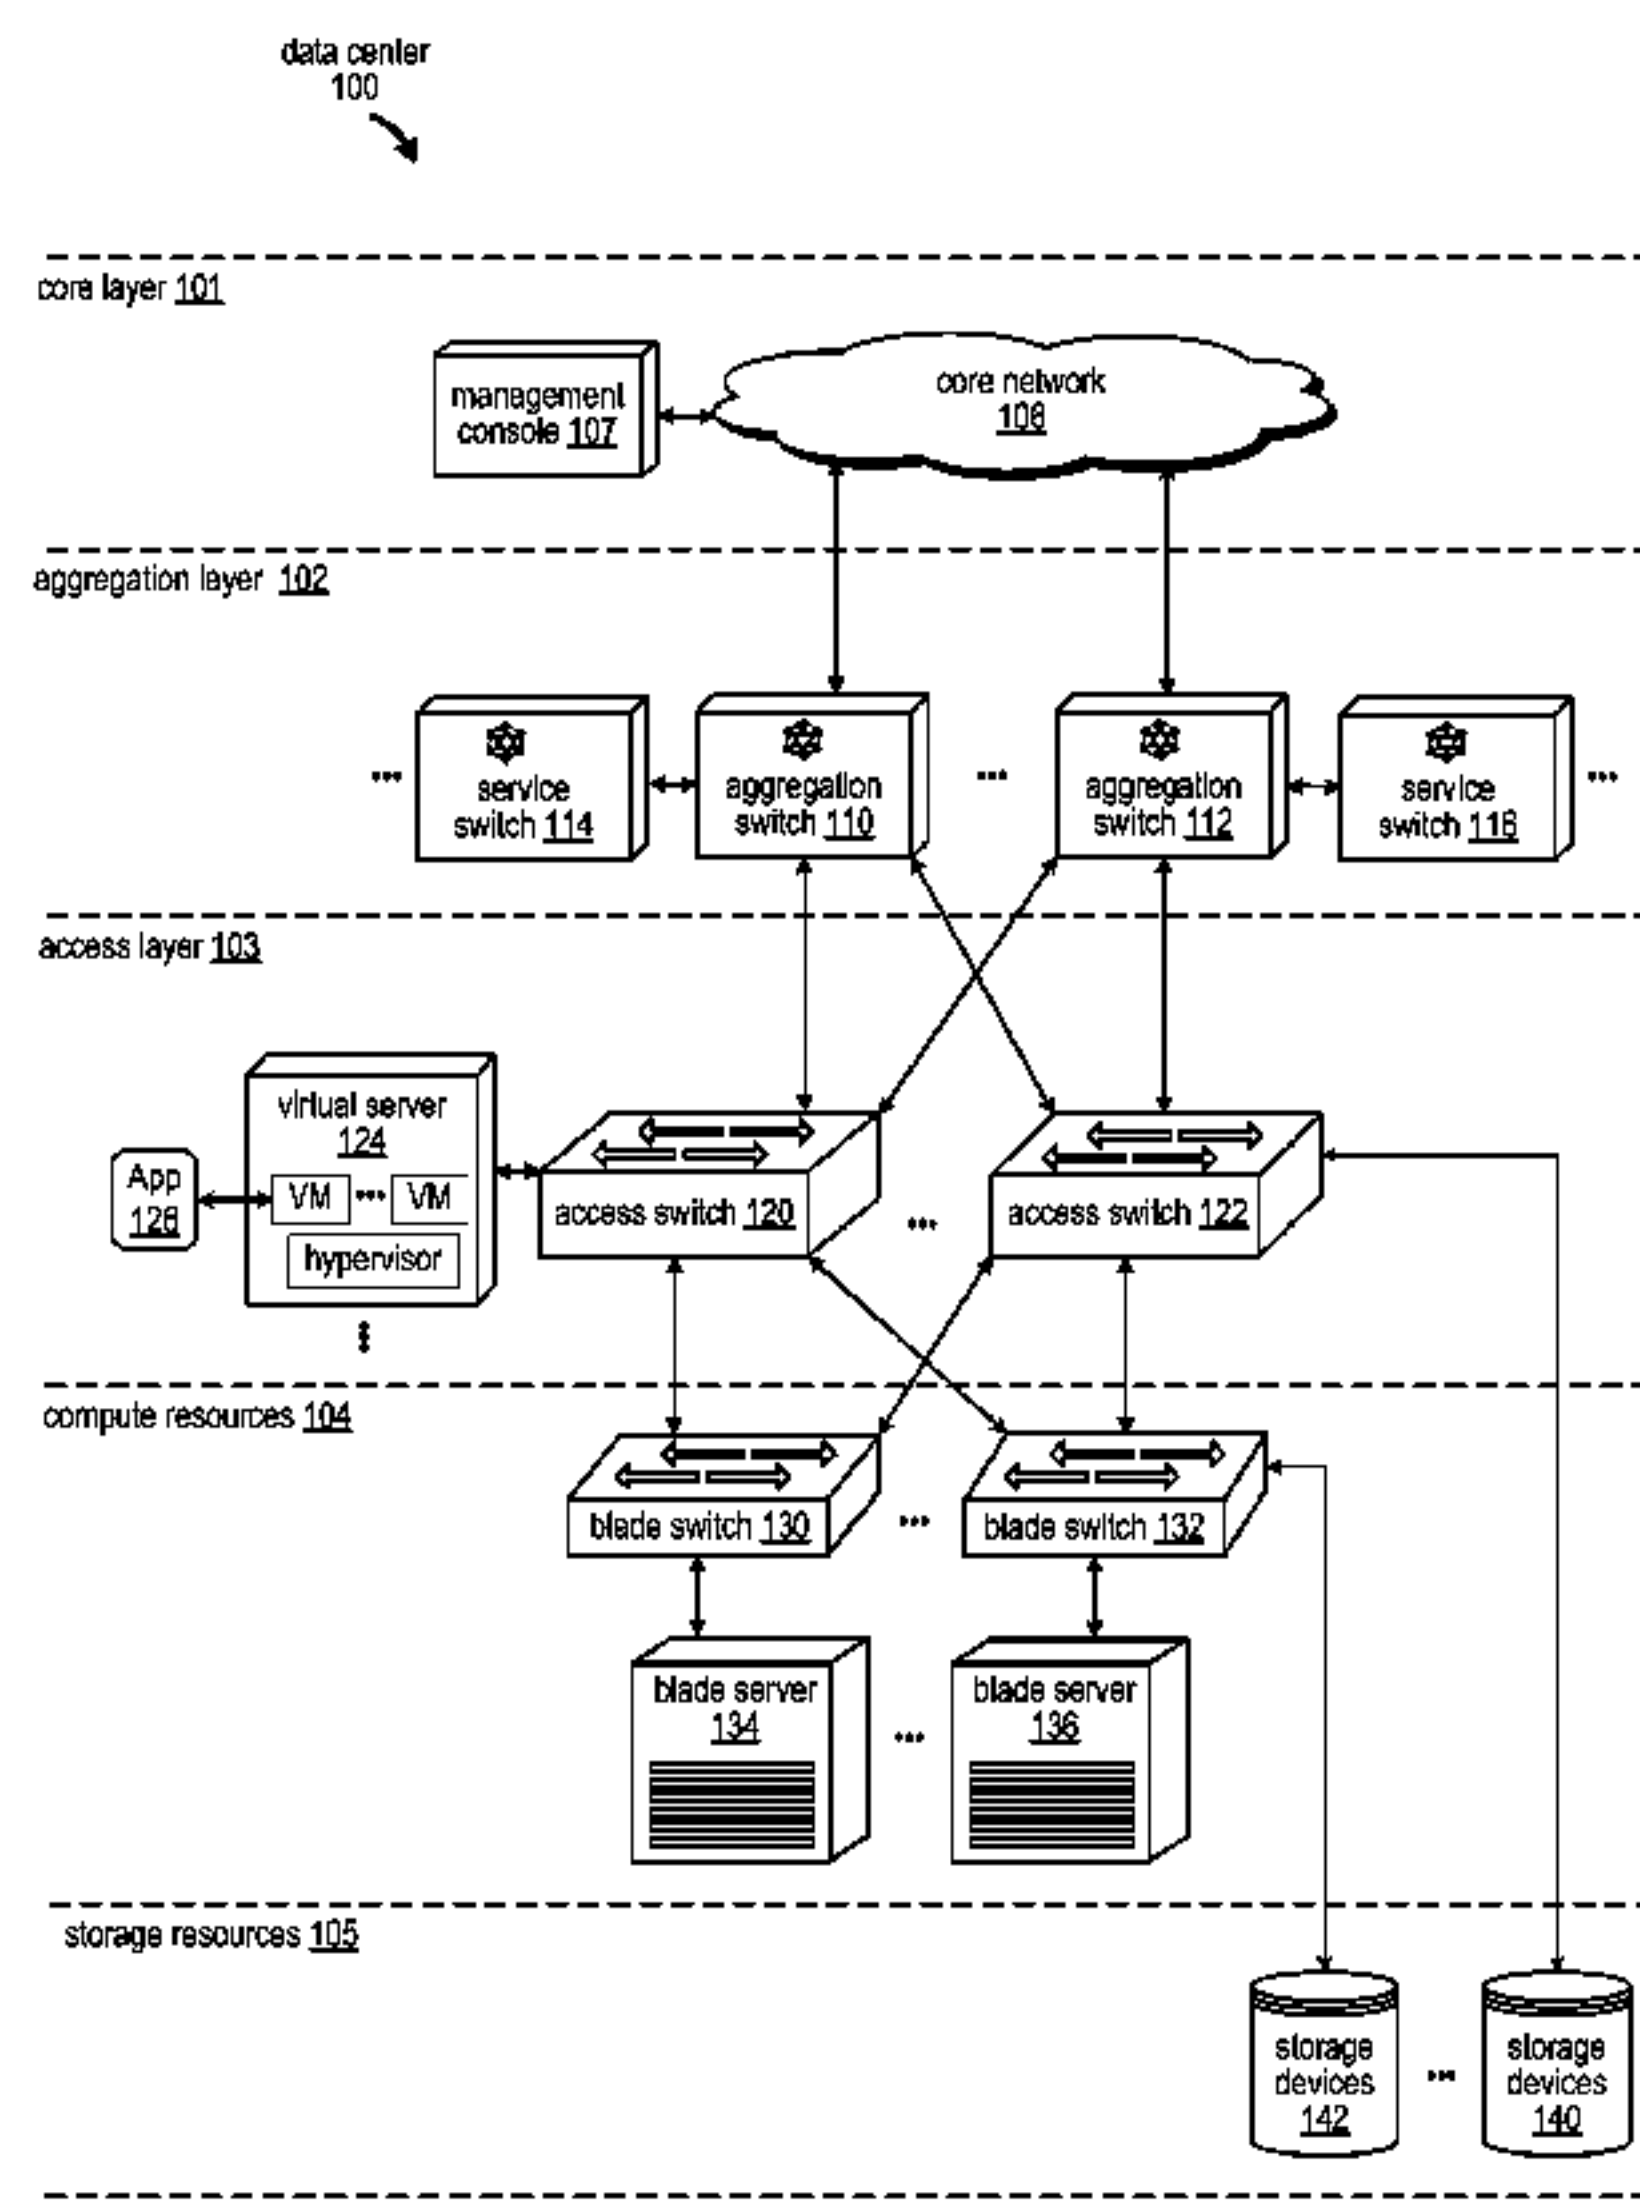 data center
100
core layer 101
management
console 107
core network
108
aggregation layer 102
service
switch 114
aggregation
switch 110
...
aggregation
switch 112
service
switch 116
...
...
access layer 103
virtual server
124
App
126
VM ... VM
hypervisor
access switch 120
...
access switch 122
compute resources 104
blade switch 130
...
blade switch 132
blade server
134
...
blade server
136
storage resources 105
storage
devices
142
...
storage
devices
140